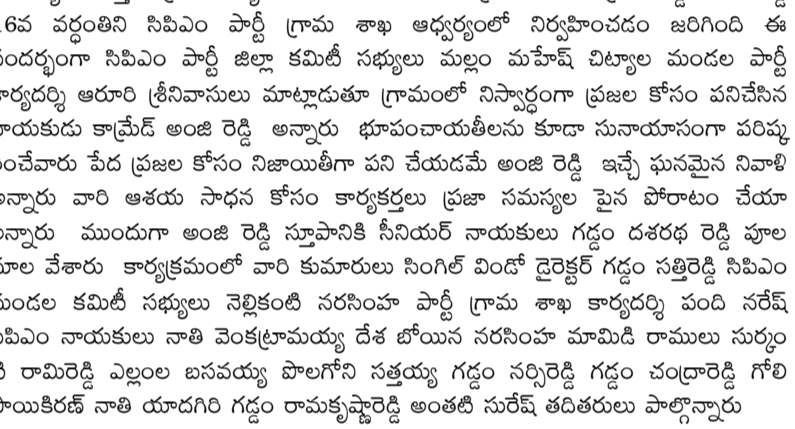 6వ వర్ధంతిని సిపిఎం పార్టీ గ్రామ శాఖ ఆధ్వర్యంలో నిర్వహించడం జరిగింది ఈ
సందర్భంగా సిపిఎం పార్టీ జిల్లా కమిటీ సభ్యులు మల్లం మహేష్ చిట్యాల మండల పార్టీ
కార్యదర్శి ఆరూరి శ్రీనివాసులు మాట్లాడుతూ గ్రామంలో నిస్వార్ధంగా ప్రజల కోసం పనిచేసిన
నాయకుడు కామ్రేడ్ అంజి రెడ్డి అన్నారు భూపంచాయతీలను కూడా సునాయాసంగా పరిష్క
రించేవారు పేద ప్రజల కోసం నిజాయితీగా పని చేయడమే అంజి రెడ్డి ఇచ్చే ఘనమైన నివాళి
అన్నారు వారి ఆశయ సాధన కోసం కార్యకర్తలు ప్రజా సమస్యల పైన పోరాటం చేయా
అన్నారు ముందుగా అంజి రెడ్డి స్తూపానికి సీనియర్ నాయకులు గడ్డం దశరథ రెడ్డి పూల
మాల వేశారు కార్యక్రమంలో వారి కుమారులు సింగిల్ విండో డైరెక్టర్ గడ్డం సత్తిరెడ్డి సిపిఎం
మండల కమిటీ సభ్యులు నెల్లికంటి నరసింహ పార్టీ గ్రామ శాఖ కార్యదర్శి పంది నరేష్
సిపిఎం నాయకులు నాతి వెంకట్రామయ్య దేశ బోయిన నరసింహ మామిడి రాములు సుర్కం
టి రామిరెడ్డి ఎల్లంల బసవయ్య పొలగోని సత్తయ్య గడ్డం నర్సిరెడ్డి గడ్డం చంద్రారెడ్డి గోలి
సాయికిరణ్ నాతి యాదగిరి గడ్డం రామకృష్ణారెడ్డి అంతటి సురేష్ తదితరులు పాల్గొన్నారు